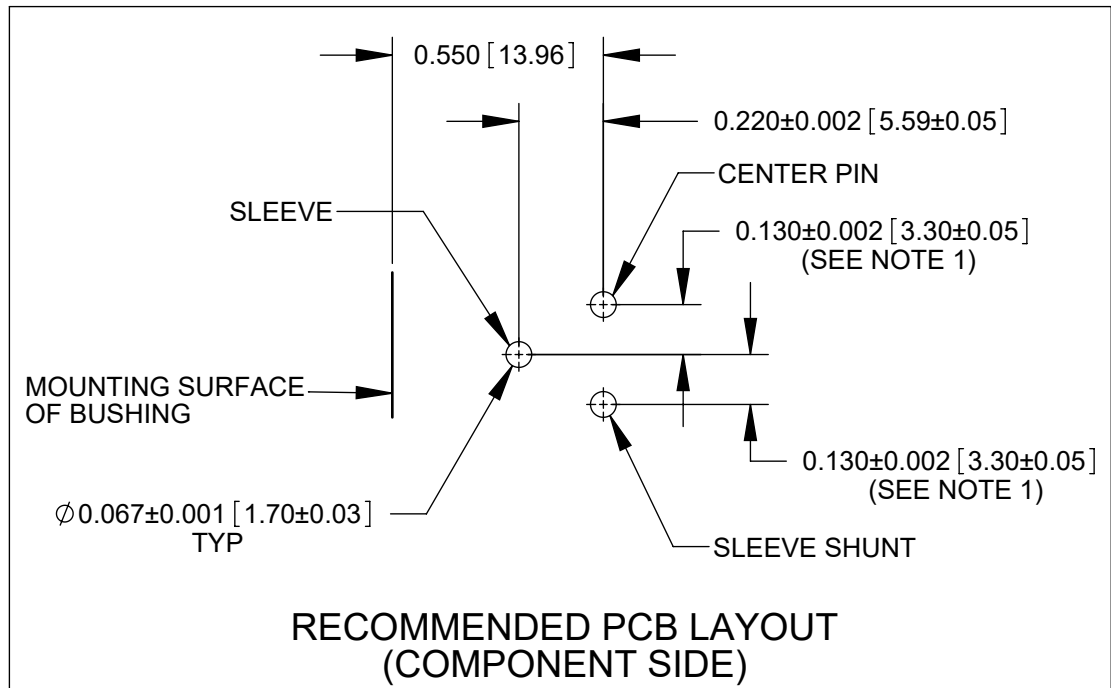 0.550 [13.96]
0.220±0.002 [5.59±0.05]
CENTER PIN
SLEEVE
0.130±0.002 [3.30±0.05]
(SEE NOTE 1)
MOUNTING SURFACE
OF BUSHING
0.130±0.002 [3.30±0.05]
(SEE NOTE 1)
∅0.067±0.001 [1.70±0.03]
TYP
SLEEVE SHUNT
RECOMMENDED PCB LAYOUT
(COMPONENT SIDE)